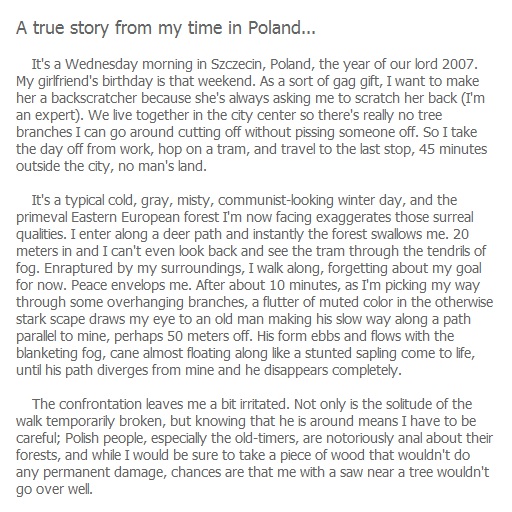 A true story from my time in Poland...
It's a Wednesday morning in Szczecin, Poland, the year of our lord 2007.
My girlfriend's birthday is that weekend. As a sort of gag gift, I want to make
her a backscratcher because she's always asking me to scratch her back (I'm
an expert). We live together in the city center so there's really no tree
branches I can go around cutting off without pissing someone off. So I take
the day off from work, hop on a tram, and travel to the last stop, 45 minutes
outside the city, no man's land.
It's a typical cold, gray, misty, communist-looking winter day, and the
primeval Eastern European forest I'm now facing exaggerates those surreal
qualities. I enter along a deer path and instantly the forest swallows me. 20
meters in and I can't even look back and see the tram through the tendrils of
fog. Enraptured by my surroundings, I walk along, forgetting about my goal
for now. Peace envelops me. After about 10 minutes, as I'm picking my way
through some overhanging branches, a flutter of muted color in the otherwise
stark scape draws my eye to an old man making his slow way along a path
parallel to mine, perhaps 50 meters off. His form ebbs and flows with the
blanketing fog, cane almost floating along like a stunted sapling come to life,
until his path diverges from mine and he disappears completely.
The confrontation leaves me a bit irritated. Not only is the solitude of the
walk temporarily broken, but knowing that he is around means I have to be
careful; Polish people, especially the old-timers, are notoriously anal about their
forests, and while I would be sure to take a piece of wood that wouldn't do
any permanent damage, chances are that me with a saw near a tree wouldn't
go over well.